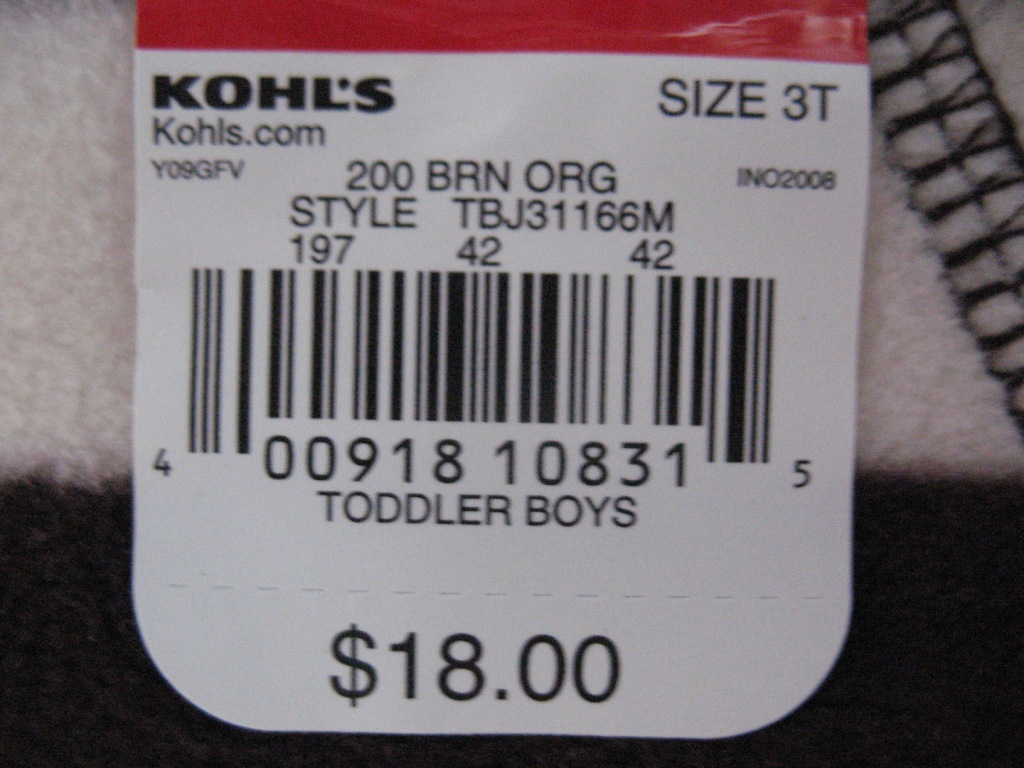 KOHL'S
SIZE 3T
Kohls.com
Y09GFV 200 BRN ORG INO2008
STYLE TBJ31166M
197 42 42
4 00918 10831 5
TODDLER BOYS
$18.00